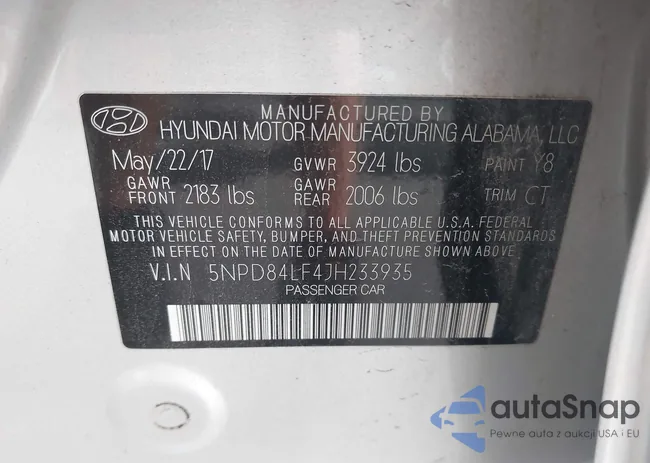 MANUFACTURED BY
HYUNDAI MOTOR MANUFACTURING ALABAMA, LLC
May/22/17 GVWR 3924 lbs PAINT Y8
GAWR FRONT 2183 lbs GAWR REAR 2006 lbs TRIM CT
THIS VEHICLE CONFORMS TO ALL APPLICABLE U.S.A. FEDERAL
MOTOR VEHICLE SAFETY, BUMPER, AND THEFT PREVENTION STANDARDS
IN EFFECT ON THE DATE OF MANUFACTURE SHOWN ABOVE.
V.I.N 5NPD84LF4JH233935
PASSENGER CAR
autaSnap
Pewne auta z aukcji USA i EU